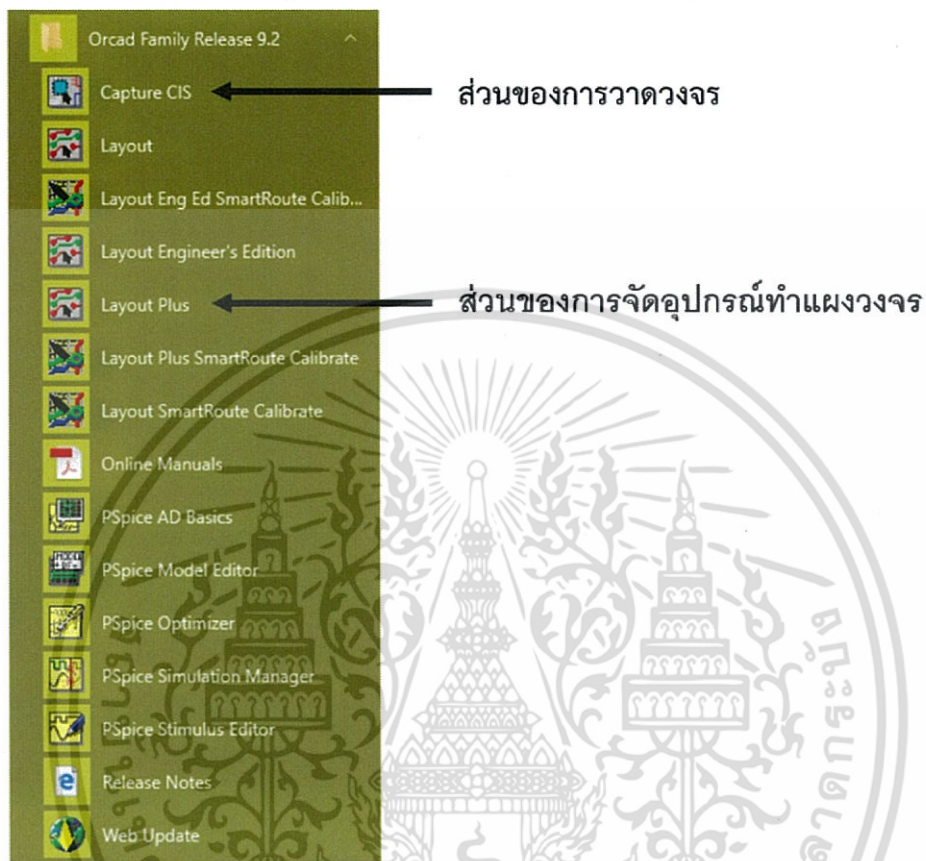 Orcad Family Release 9.2
Capture CIS
ส่วนของการวาดวงจร
Layout
Layout Eng Ed SmartRoute Calib...
Layout Engineer's Edition
Layout Plus
ส่วนของการจัดอุปกรณ์ทำแผงวงจร
Layout Plus SmartRoute Calibrate
Layout SmartRoute Calibrate
Online Manuals
PSpice AD Basics
PSpice Model Editor
PSpice Optimizer
PSpice Simulation Manager
PSpice Stimulus Editor
Release Notes
Web Update